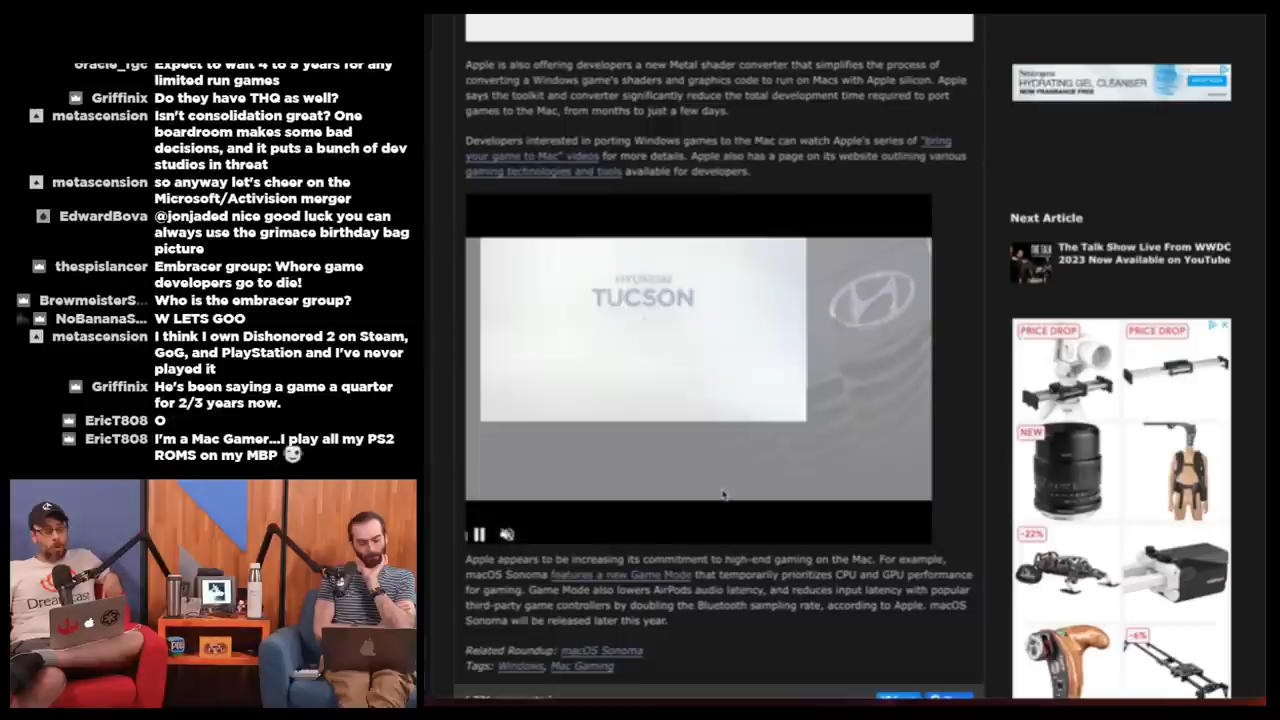 oracle_fgc Expect to wait 4 to 5 years for any
limited run games
Griffinix Do they have THQ as well?
metascension Isn't consolidation great? One
boardroom makes some bad
decisions, and it puts a bunch of dev
studios in threat
metascension so anyway let's cheer on the
Microsoft/Activision merger
EdwardBova @jonjaded nice good luck you can
always use the grimace birthday bag
picture
thespislancer Embracer group: Where game
developers go to die!
BrewmeisterS... Who is the embracer group?
NoBananaS... W LETS GOO
metascension I think I own Dishonored 2 on Steam,
GoG, and PlayStation and I've never
played it
Griffinix He's been saying a game a quarter
for 2/3 years now.
EricT808 O
EricT808 I'm a Mac Gamer...I play all my PS2
ROMS on my MBP
Dreamcast
Apple is also offering developers a new Metal shader converter that simplifies the process of
converting a Windows game's shaders and graphics code to run on Macs with Apple silicon. Apple
says the toolkit and converter significantly reduce the total development time required to port
games to the Mac, from months to just a few days.
Developers interested in porting Windows games to the Mac can watch Apple's series of "bring
your game to Mac" videos for more details. Apple also has a page on its website outlining various
gaming technologies and tools available for developers.
HYUNDAI
TUCSON
Apple appears to be increasing its commitment to high-end gaming on the Mac. For example,
macOS Sonoma features a new Game Mode that temporarily prioritizes CPU and GPU performance
for gaming. Game Mode also lowers AirPods audio latency, and reduces input latency with popular
third-party game controllers by doubling the Bluetooth sampling rate, according to Apple. macOS
Sonoma will be released later this year.
Related Roundup: macOS Sonoma
Tags: Windows, Mac Gaming
Neutrogena
HYDRATING GEL CLEANSER
NOW FRAGRANCE FREE
Next Article
The Talk Show Live From WWDC
2023 Now Available on YouTube
PRICE DROP
PRICE DROP
NEW
-22%
-6%